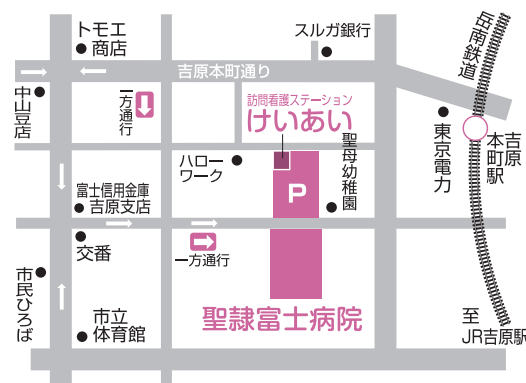 トモエ
商店
スルガ銀行
岳南鉄道
吉原本町通り
中山豆店
一方
通行
訪問看護ステーション
けいあい
東京電力
吉原
本町駅
ハロー
ワーク
聖母幼稚園
P
富士信用金庫
吉原支店
交番
一方通行
市民ひろば
市立
体育館
聖隷富士病院
至
JR吉原駅